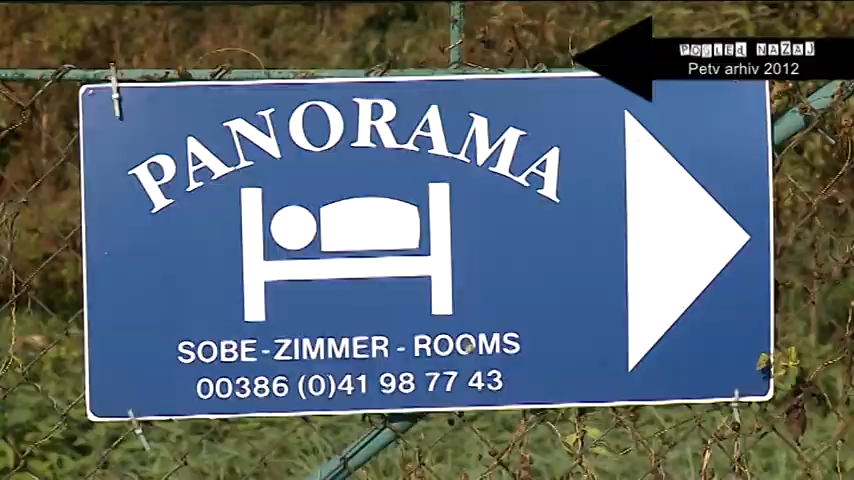 POGLED NAZAJ
Petv arhiv 2012
PANORAMA
SOBE - ZIMMER - ROOMS
00386 (0)41 98 77 43